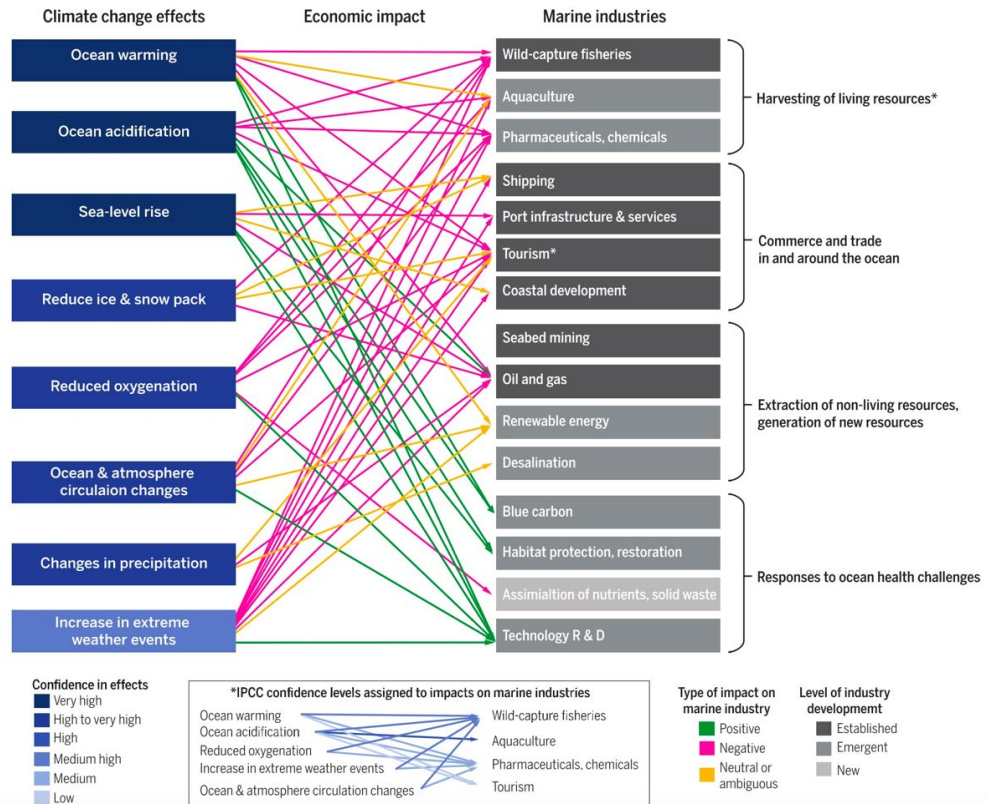 Climate change effects
Economic impact
Marine industries
Ocean warming
Ocean acidification
Sea-level rise
Reduce ice & snow pack
Reduced oxygenation
Ocean & atmosphere
circulaion changes
Changes in precipitation
Increase in extreme
weather events
Wild-capture fisheries
Aquaculture
Pharmaceuticals, chemicals
Shipping
Port infrastructure & services
Tourism*
Coastal development
Seabed mining
Oil and gas
Renewable energy
Desalination
Blue carbon
Habitat protection, restoration
Assimialtion of nutrients, solid waste
Technology R & D
Harvesting of living resources*
Commerce and trade
in and around the ocean
Extraction of non-living resources,
generation of new resources
Responses to ocean health challenges
Confidence in effects
Very high
High to very high
High
Medium high
Medium
Low
*IPCC confidence levels assigned to impacts on marine industries
Ocean warming
Ocean acidification
Reduced oxygenation
Increase in extreme weather events
Ocean & atmosphere circulation changes
Wild-capture fisheries
Aquaculture
Pharmaceuticals, chemicals
Tourism
Type of impact on
marine industry
Positive
Negative
Neutral or
ambiguous
Level of industry
development
Established
Emergent
New